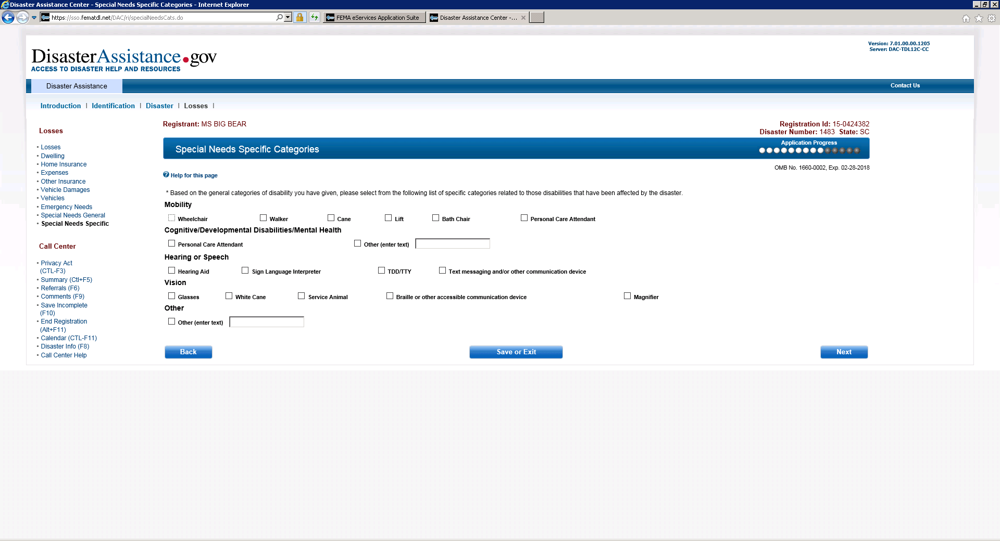 Disaster Assistance Center - Special Needs Specific Categories - Internet Explorer
https://sso.fematdl.net/DAC/ri/specialNeedsCats.do
FEMA eServices Application Suite
Disaster Assistance Center -...
Version: 7.01.00.00.1205
Server: DAC-TDL12C-CC
DisasterAssistance.gov
ACCESS TO DISASTER HELP AND RESOURCES
Disaster Assistance
Contact Us
Introduction | Identification | Disaster | Losses |
Losses
• Losses
• Dwelling
• Home Insurance
• Expenses
• Other Insurance
• Vehicle Damages
• Vehicles
• Emergency Needs
• Special Needs General
• Special Needs Specific
Call Center
• Privacy Act
(CTL-F3)
• Summary (Ctl+F5)
• Referrals (F6)
• Comments (F9)
• Save Incomplete
(F10)
• End Registration
(Alt+F11)
• Calendar (CTL-F11)
• Disaster Info (F8)
• Call Center Help
Registrant: MS BIG BEAR
Registration Id: 15-0424382
Disaster Number: 1483 State: SC
Special Needs Specific Categories
Application Progress
OMB No. 1660-0002, Exp. 02-28-2018
? Help for this page
* Based on the general categories of disability you have given, please select from the following list of specific categories related to those disabilities that have been affected by the disaster.
Mobility
Wheelchair Walker Cane Lift Bath Chair Personal Care Attendant
Cognitive/Developmental Disabilities/Mental Health
Personal Care Attendant Other (enter text)
Hearing or Speech
Hearing Aid Sign Language Interpreter TDD/TTY Text messaging and/or other communication device
Vision
Glasses White Cane Service Animal Braille or other accessible communication device Magnifier
Other
Other (enter text)
Back Save or Exit Next